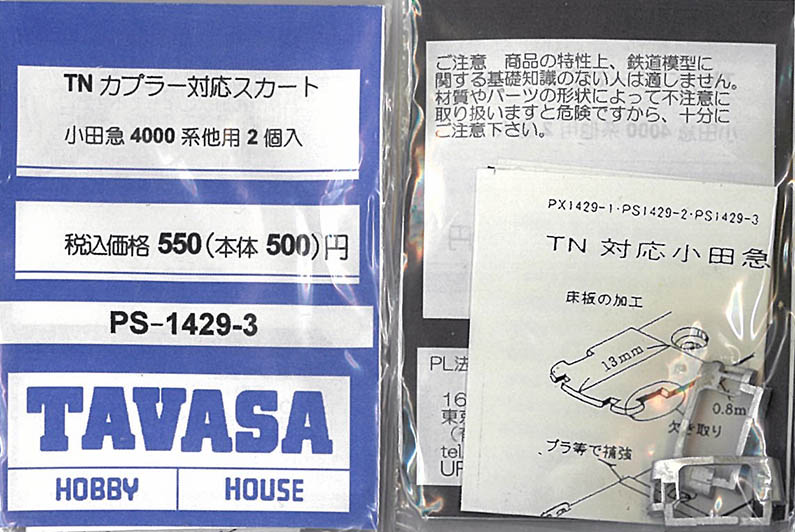 TN カプラー対応スカート
小田急 4000 系他用 2 個入
税込価格 550(本体 500)円
PS-1429-3
TAVASA
HOBBY HOUSE
ご注意 商品の特性上、鉄道模型に
関する基礎知識のない人は適しません。
材質やパーツの形状によって不注意に
取り扱いますと危険ですから、十分に
ご注意下さい。
PX1429-1・PS1429-2・PS1429-3
TN 対応小田急
床板の加工
13mm
0.8m
欠き取り
プラ等で補強
PL法
16
東京
(有
tel
UR